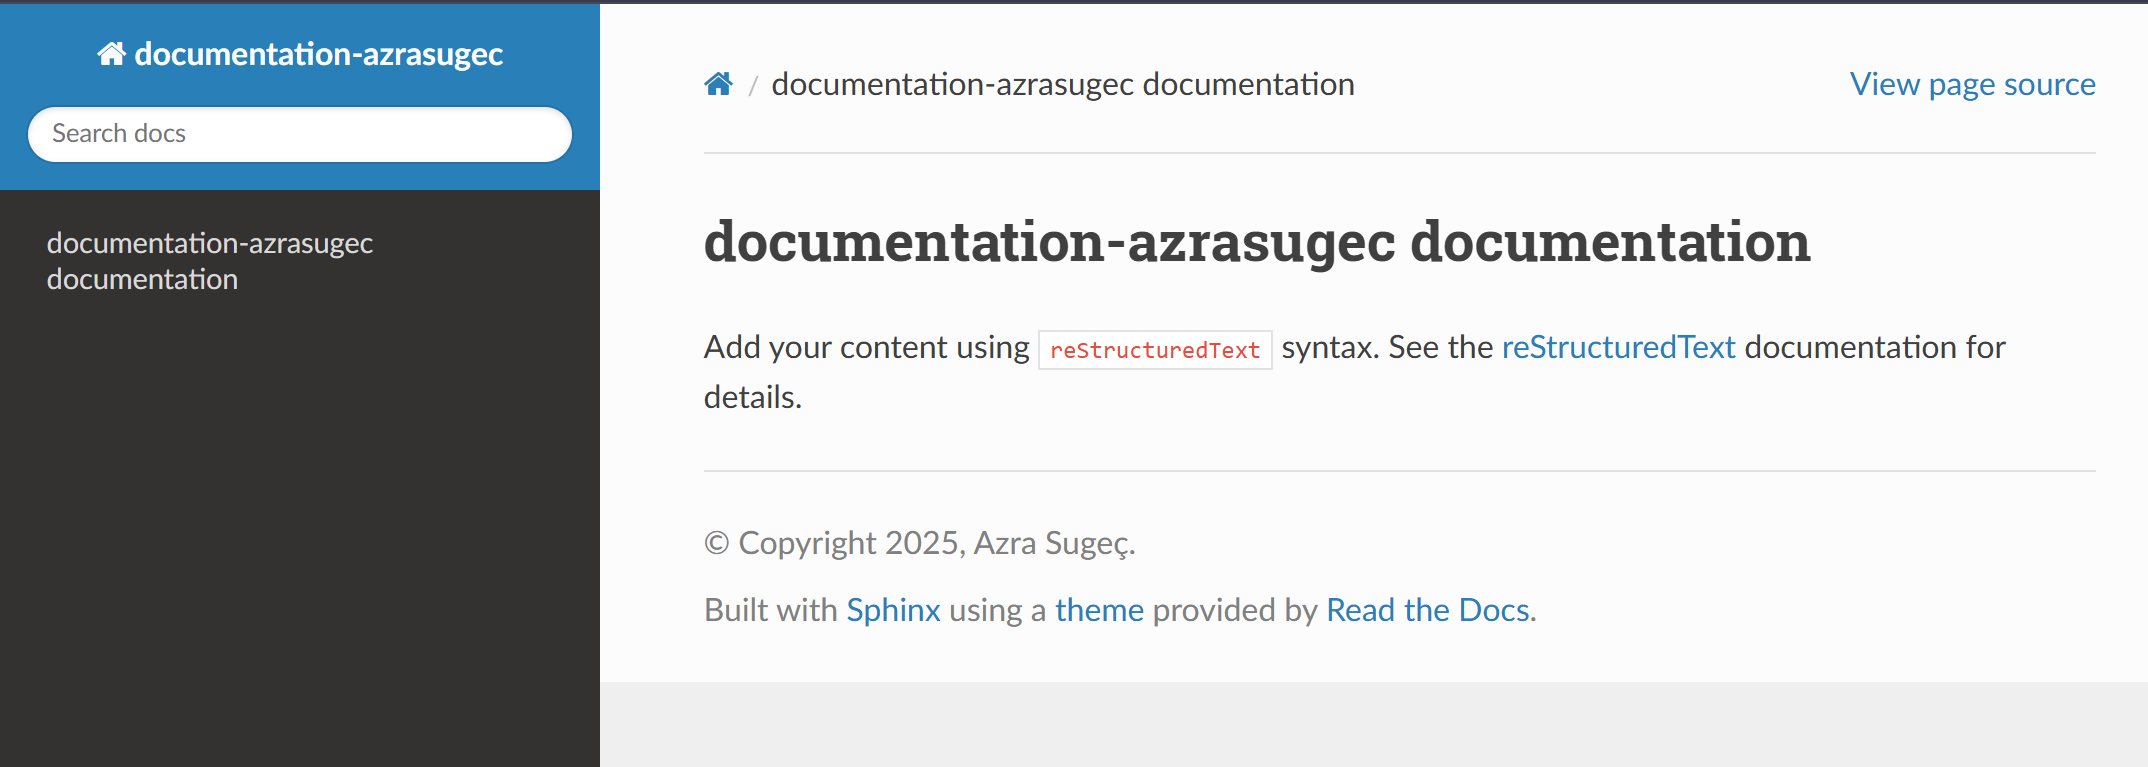 documentation-azrasugec
Search docs
documentation-azrasugec
documentation
/ documentation-azrasugec documentation
View page source
documentation-azrasugec documentation
Add your content using reStructuredText syntax. See the reStructuredText documentation for
details.
© Copyright 2025, Azra Sugeç.
Built with Sphinx using a theme provided by Read the Docs.